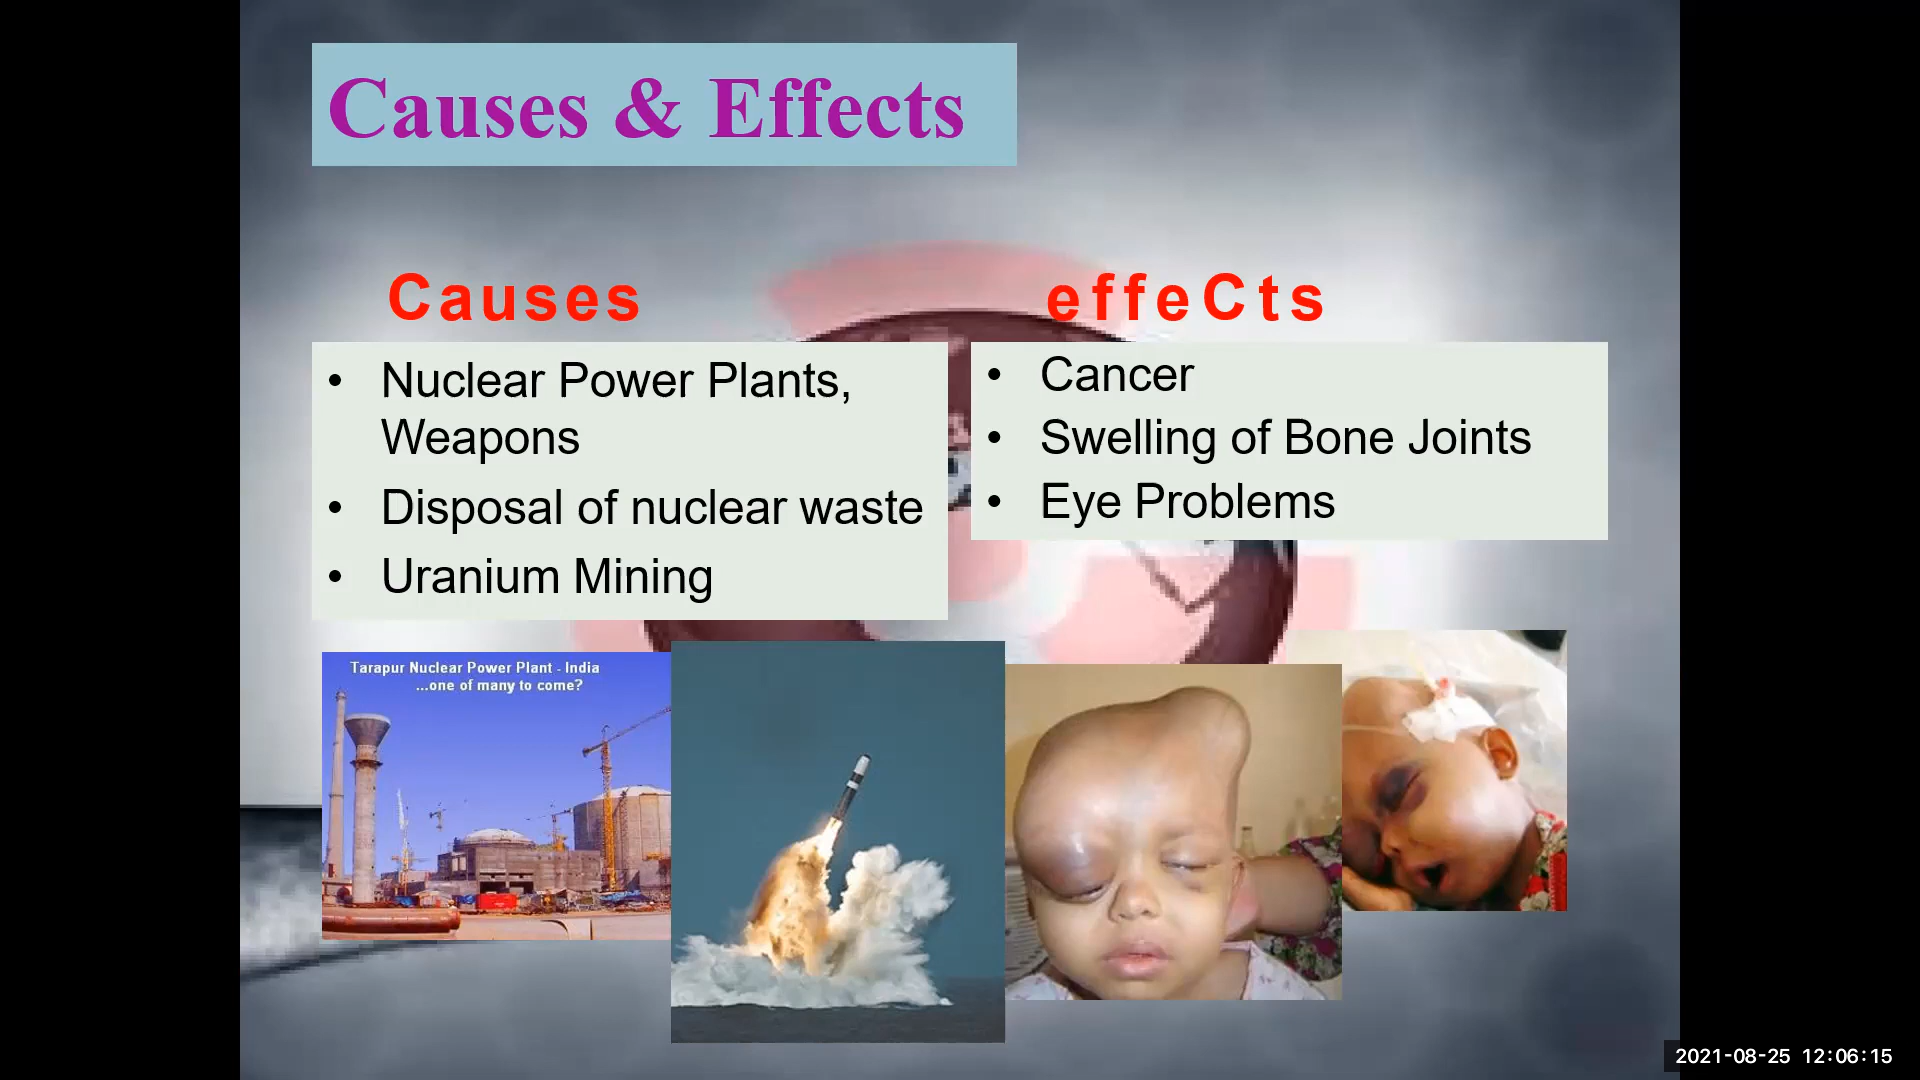 Causes & Effects
Causes
• Nuclear Power Plants,
Weapons
• Disposal of nuclear waste
• Uranium Mining
effeCts
• Cancer
• Swelling of Bone Joints
• Eye Problems
Tarapur Nuclear Power Plant - India
...one of many to come?
2021-08-25 12:06:15